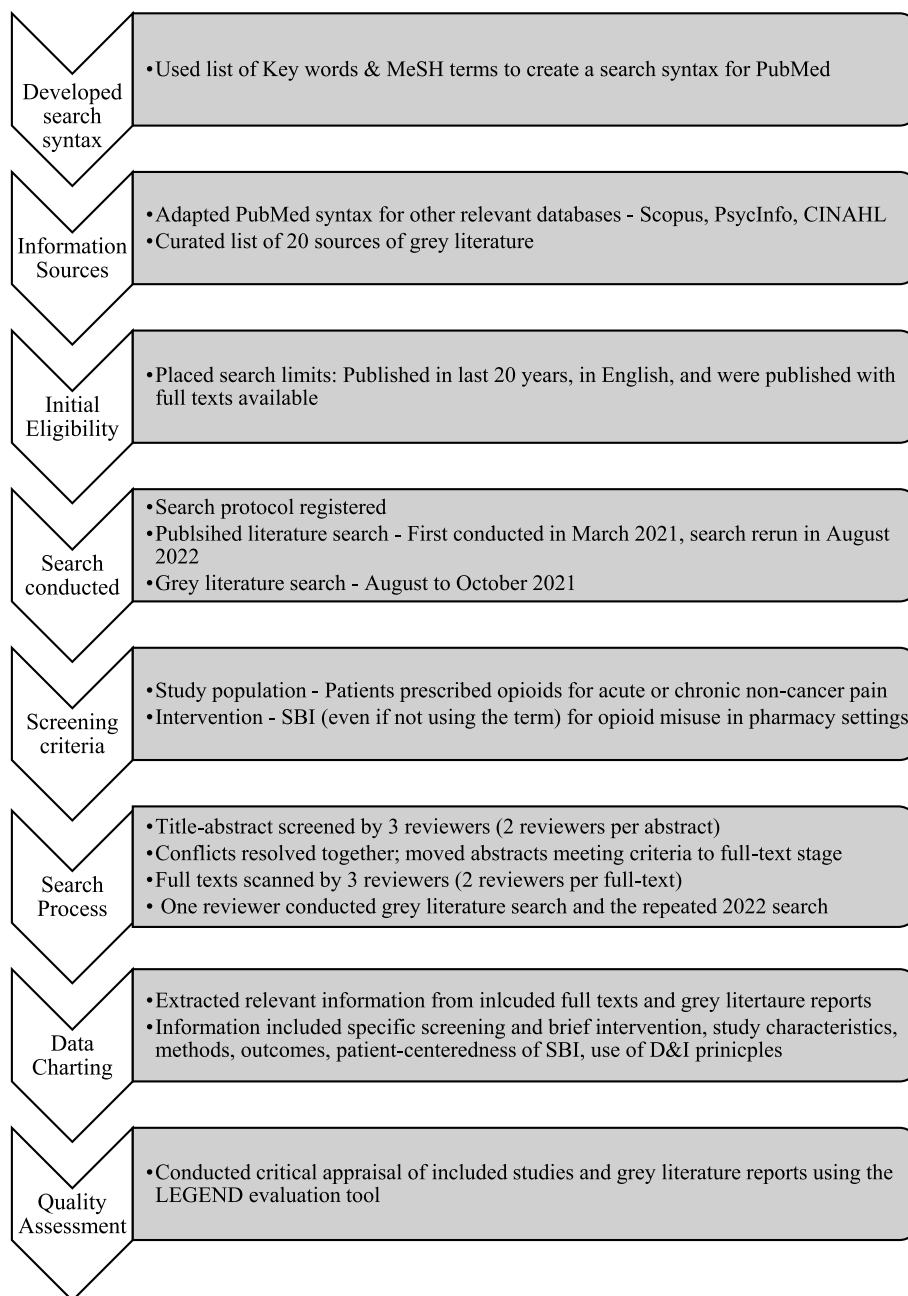 Developed
search
syntax
•Used list of Key words & MeSH terms to create a search syntax for PubMed
Information
Sources
•Adapted PubMed syntax for other relevant databases - Scopus, PsycInfo, CINAHL
•Curated list of 20 sources of grey literature
Initial
Eligibility
•Placed search limits: Published in last 20 years, in English, and were published with
full texts available
Search
conducted
•Search protocol registered
•Publsihed literature search - First conducted in March 2021, search rerun in August
2022
•Grey literature search - August to October 2021
Screening
criteria
•Study population - Patients prescribed opioids for acute or chronic non-cancer pain
•Intervention - SBI (even if not using the term) for opioid misuse in pharmacy settings
Search
Process
•Title-abstract screened by 3 reviewers (2 reviewers per abstract)
•Conflicts resolved together; moved abstracts meeting criteria to full-text stage
•Full texts scanned by 3 reviewers (2 reviewers per full-text)
• One reviewer conducted grey literature search and the repeated 2022 search
Data
Charting
•Extracted relevant information from inlcuded full texts and grey litertaure reports
•Information included specific screening and brief intervention, study characteristics,
methods, outcomes, patient-centeredness of SBI, use of D&I prinicples
Quality
Assessment
•Conducted critical appraisal of included studies and grey literature reports using the
LEGEND evaluation tool